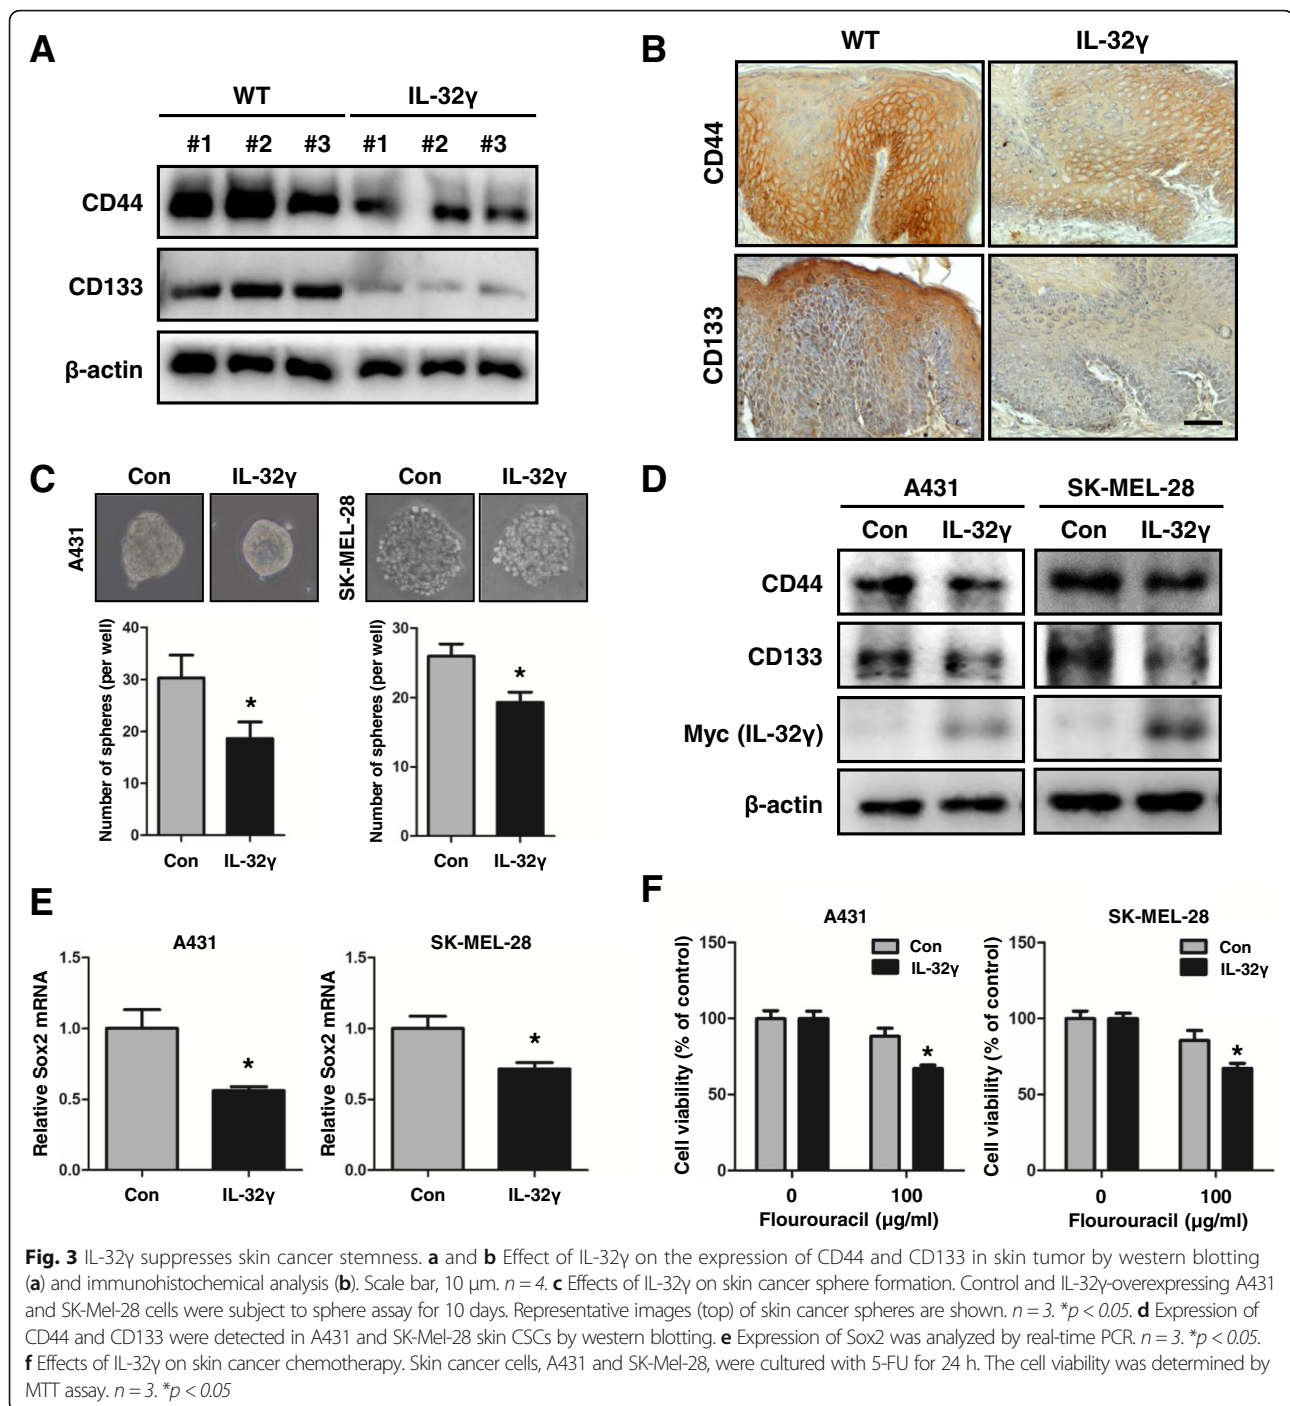 A
WT IL-32γ
#1 #2 #3 #1 #2 #3
CD44
CD133
β-actin
B
WT IL-32γ
CD44
CD133
C
Con IL-32γ
A431
Con IL-32γ
SK-MEL-28
Number of spheres (per well)
40
30
20
10
0
*
Con IL-32γ
Number of spheres (per well)
30
20
10
0
*
Con IL-32γ
D
A431 SK-MEL-28
Con IL-32γ Con IL-32γ
CD44
CD133
Myc (IL-32γ)
β-actin
E
A431
Relative Sox2 mRNA
1.5
1.0
0.5
0.0
*
Con IL-32γ
SK-MEL-28
Relative Sox2 mRNA
1.5
1.0
0.5
0.0
*
Con IL-32γ
F
A431
Cell viability (% of control)
150
100
50
0
Con
IL-32γ
*
0 100
Flourouracil (μg/ml)
SK-MEL-28
Cell viability (% of control)
150
100
50
0
Con
IL-32γ
*
0 100
Flourouracil (μg/ml)
Fig. 3 IL-32γ suppresses skin cancer stemness. a and b Effect of IL-32γ on the expression of CD44 and CD133 in skin tumor by western blotting
(a) and immunohistochemical analysis (b). Scale bar, 10 μm. n = 4. c Effects of IL-32γ on skin cancer sphere formation. Control and IL-32γ-overexpressing A431
and SK-Mel-28 cells were subject to sphere assay for 10 days. Representative images (top) of skin cancer spheres are shown. n = 3. *p < 0.05. d Expression of
CD44 and CD133 were detected in A431 and SK-Mel-28 skin CSCs by western blotting. e Expression of Sox2 was analyzed by real-time PCR. n = 3. *p < 0.05.
f Effects of IL-32γ on skin cancer chemotherapy. Skin cancer cells, A431 and SK-Mel-28, were cultured with 5-FU for 24 h. The cell viability was determined by
MTT assay. n = 3. *p < 0.05